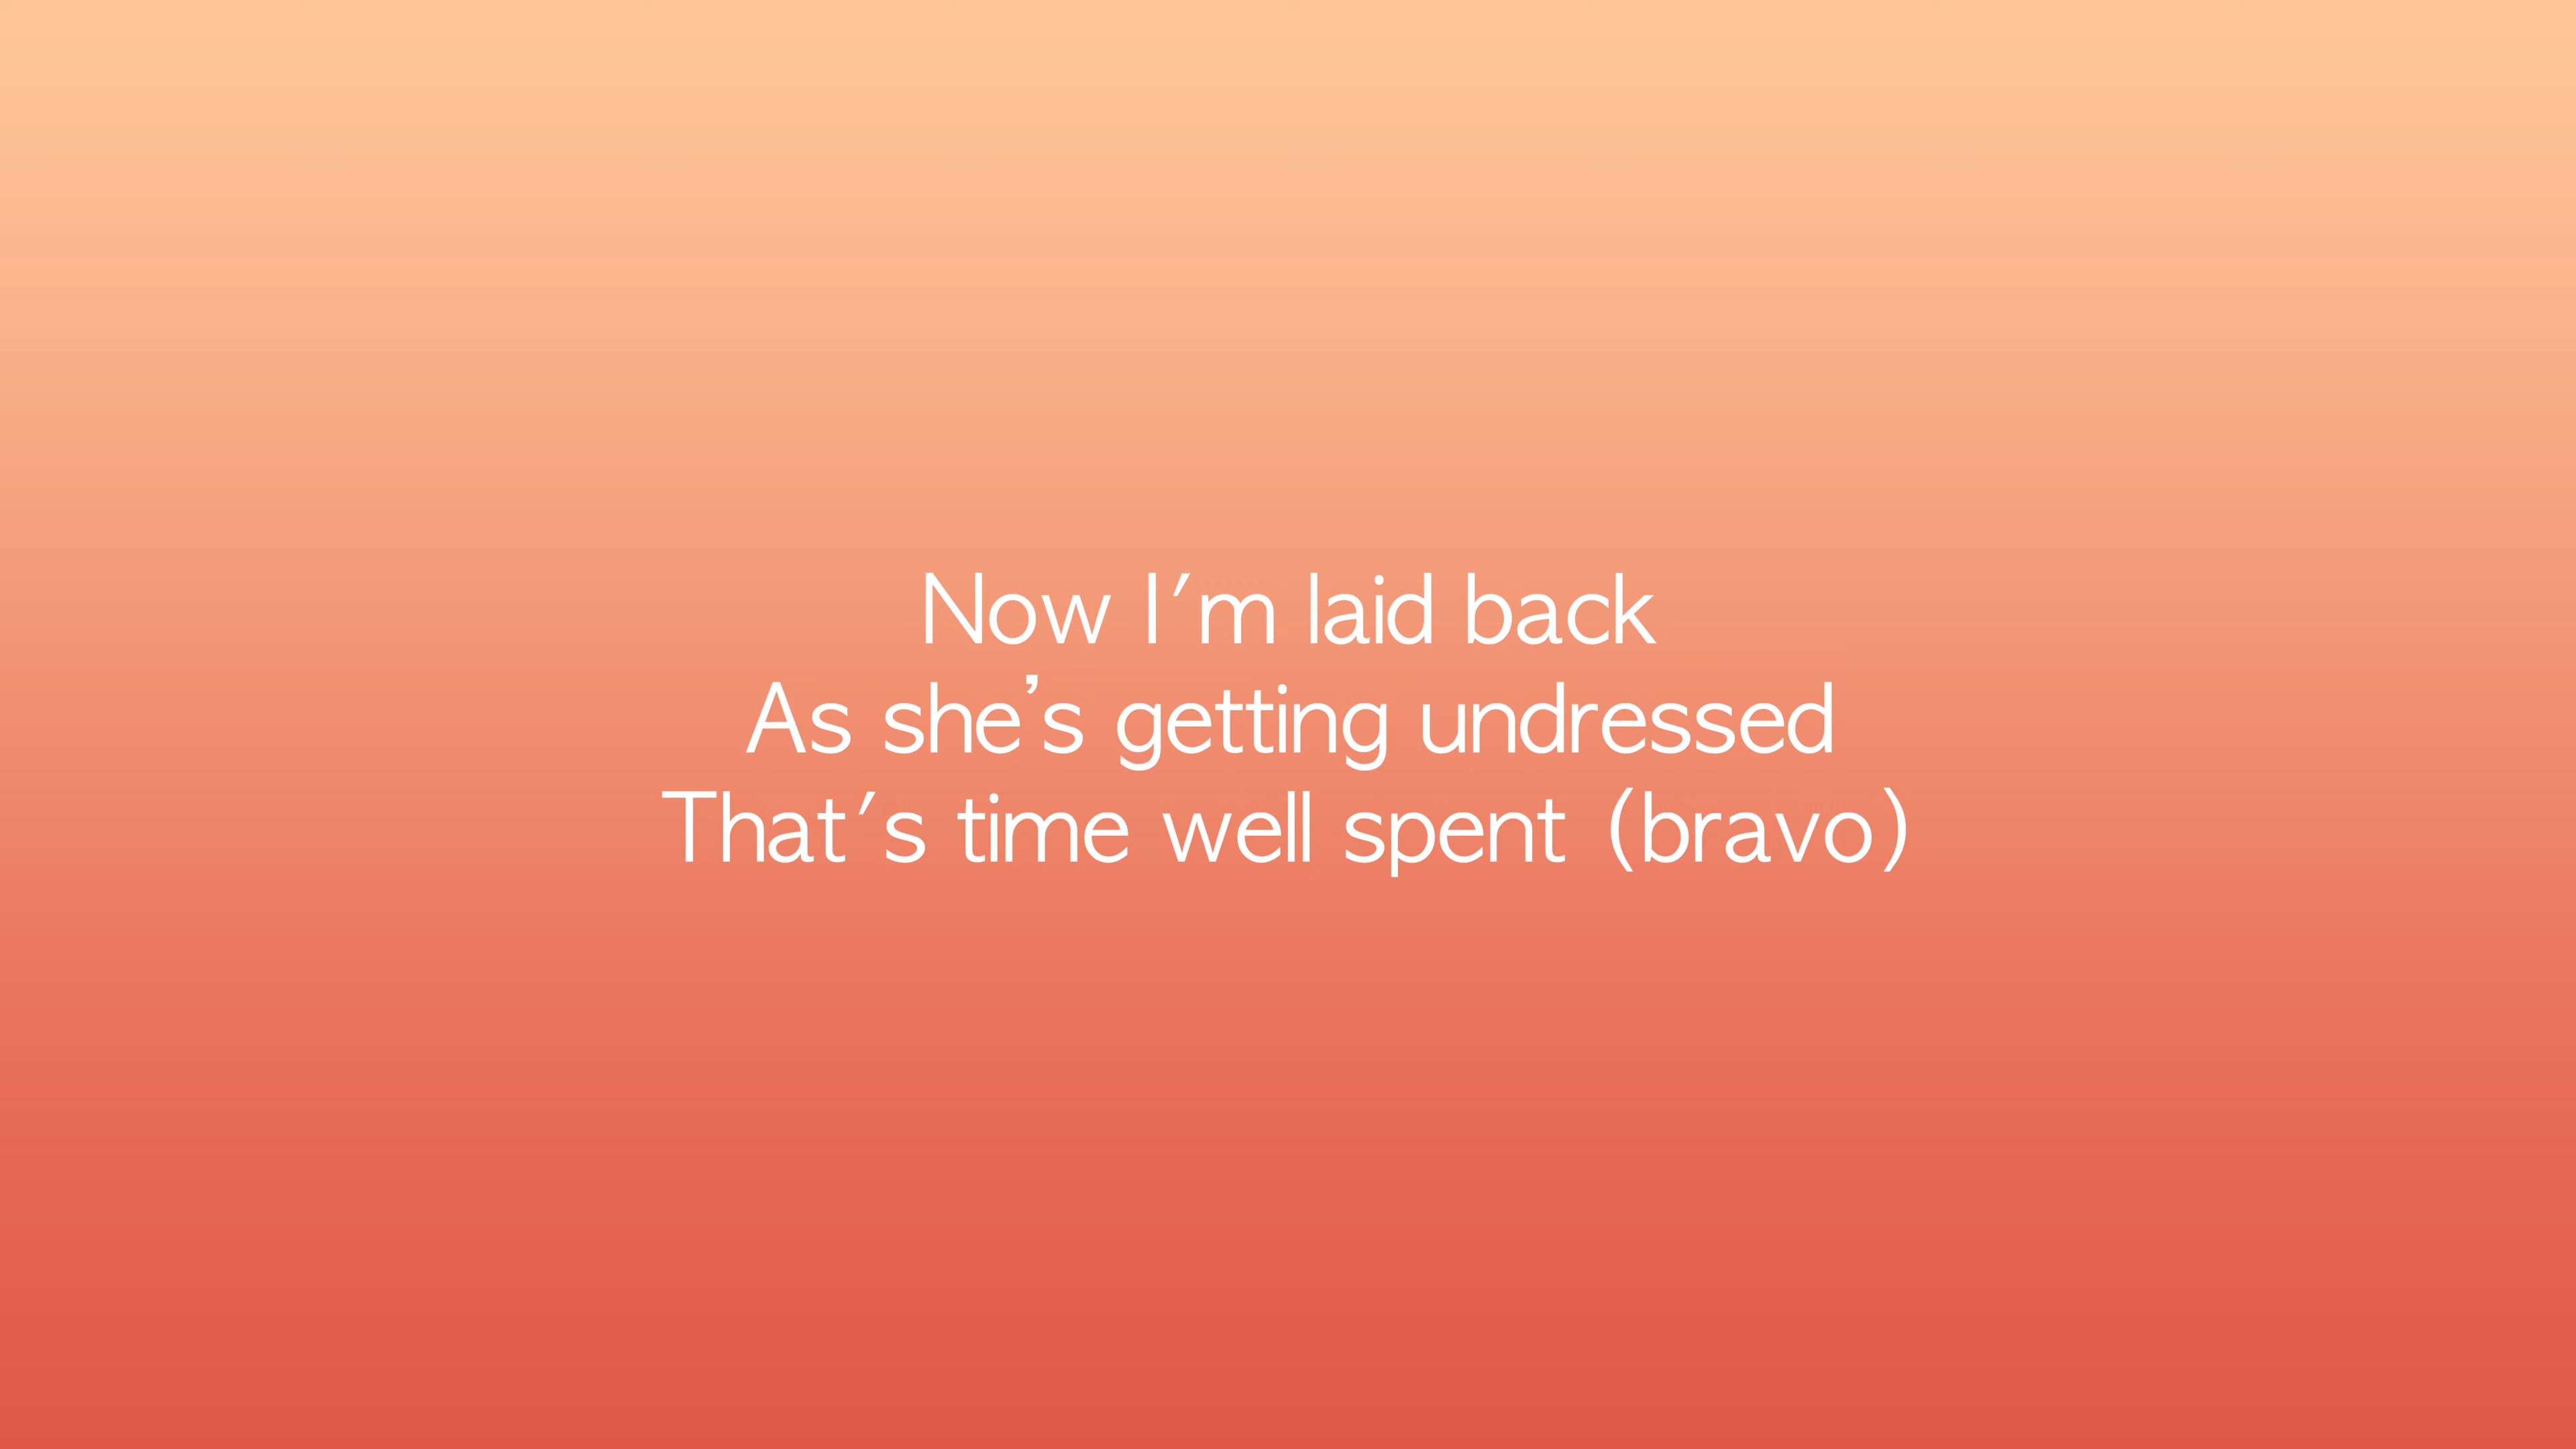 Now I´m laid back
As she’s getting undressed
That´s time well spent (bravo)